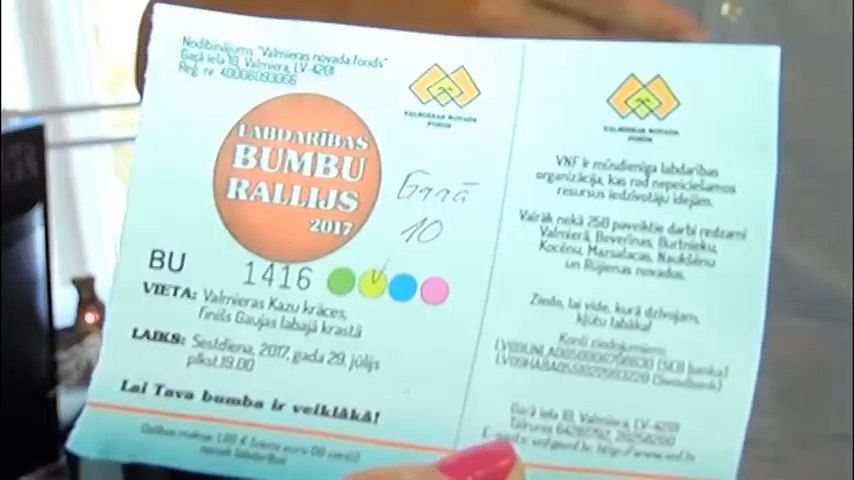 Nodibinājums "Valmieras novada fonds"
Garā iela 10, Valmiera, LV-4201
Reģ. nr. 40008093066
VALMIERAS NOVADA
FONDS
LABDARĪBAS
BUMBU
RALLIJS
2017
10
BU 1416
VIETA: Valmieras Kazu krāces,
finišs Gaujas labajā krastā
LAIKS: Sestdiena, 2017. gada 29. jūlijs
plkst.19.00
Lai Tava bumba ir veiklākā!
VALMIERAS NOVADA
FONDS
VNF ir mūsdienīga labdarības
organizācija, kas rod nepieciešamos
resursus iedzīvotāju idejām.
Vairāk nekā 250 paveiktie darbi redzami
Valmierā, Beverīnas, Burtnieku,
Kocēnu, Mazsalacas, Naukšēnu
un Rūjienas novados.
Ziedo, lai vide, kurā dzīvojam,
kļūtu labāka!
Konti ziedojumiem:
(SEB banka)
(Swedbank)
Garā iela 10, Valmiera, LV-4201
Tālrunis